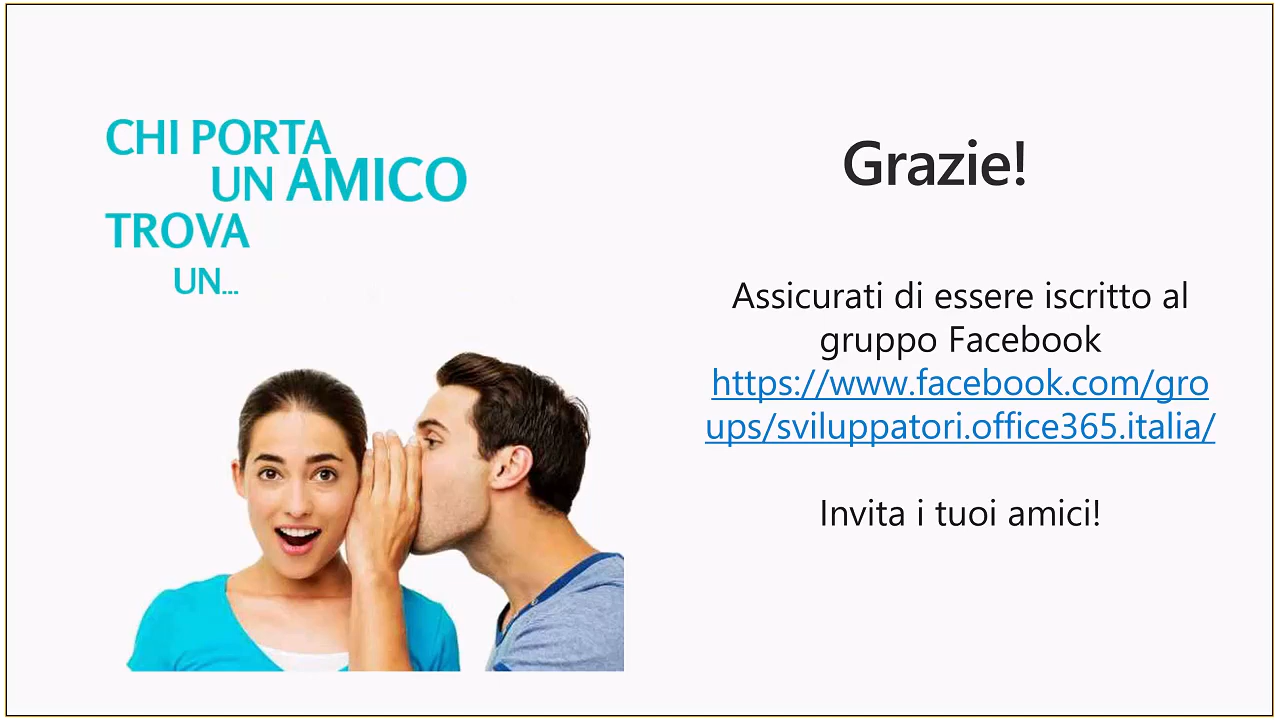 CHI PORTA
UN AMICO
TROVA
UN...
Grazie!
Assicurati di essere iscritto al
gruppo Facebook
https://www.facebook.com/gro
ups/sviluppatori.office365.italia/
Invita i tuoi amici!